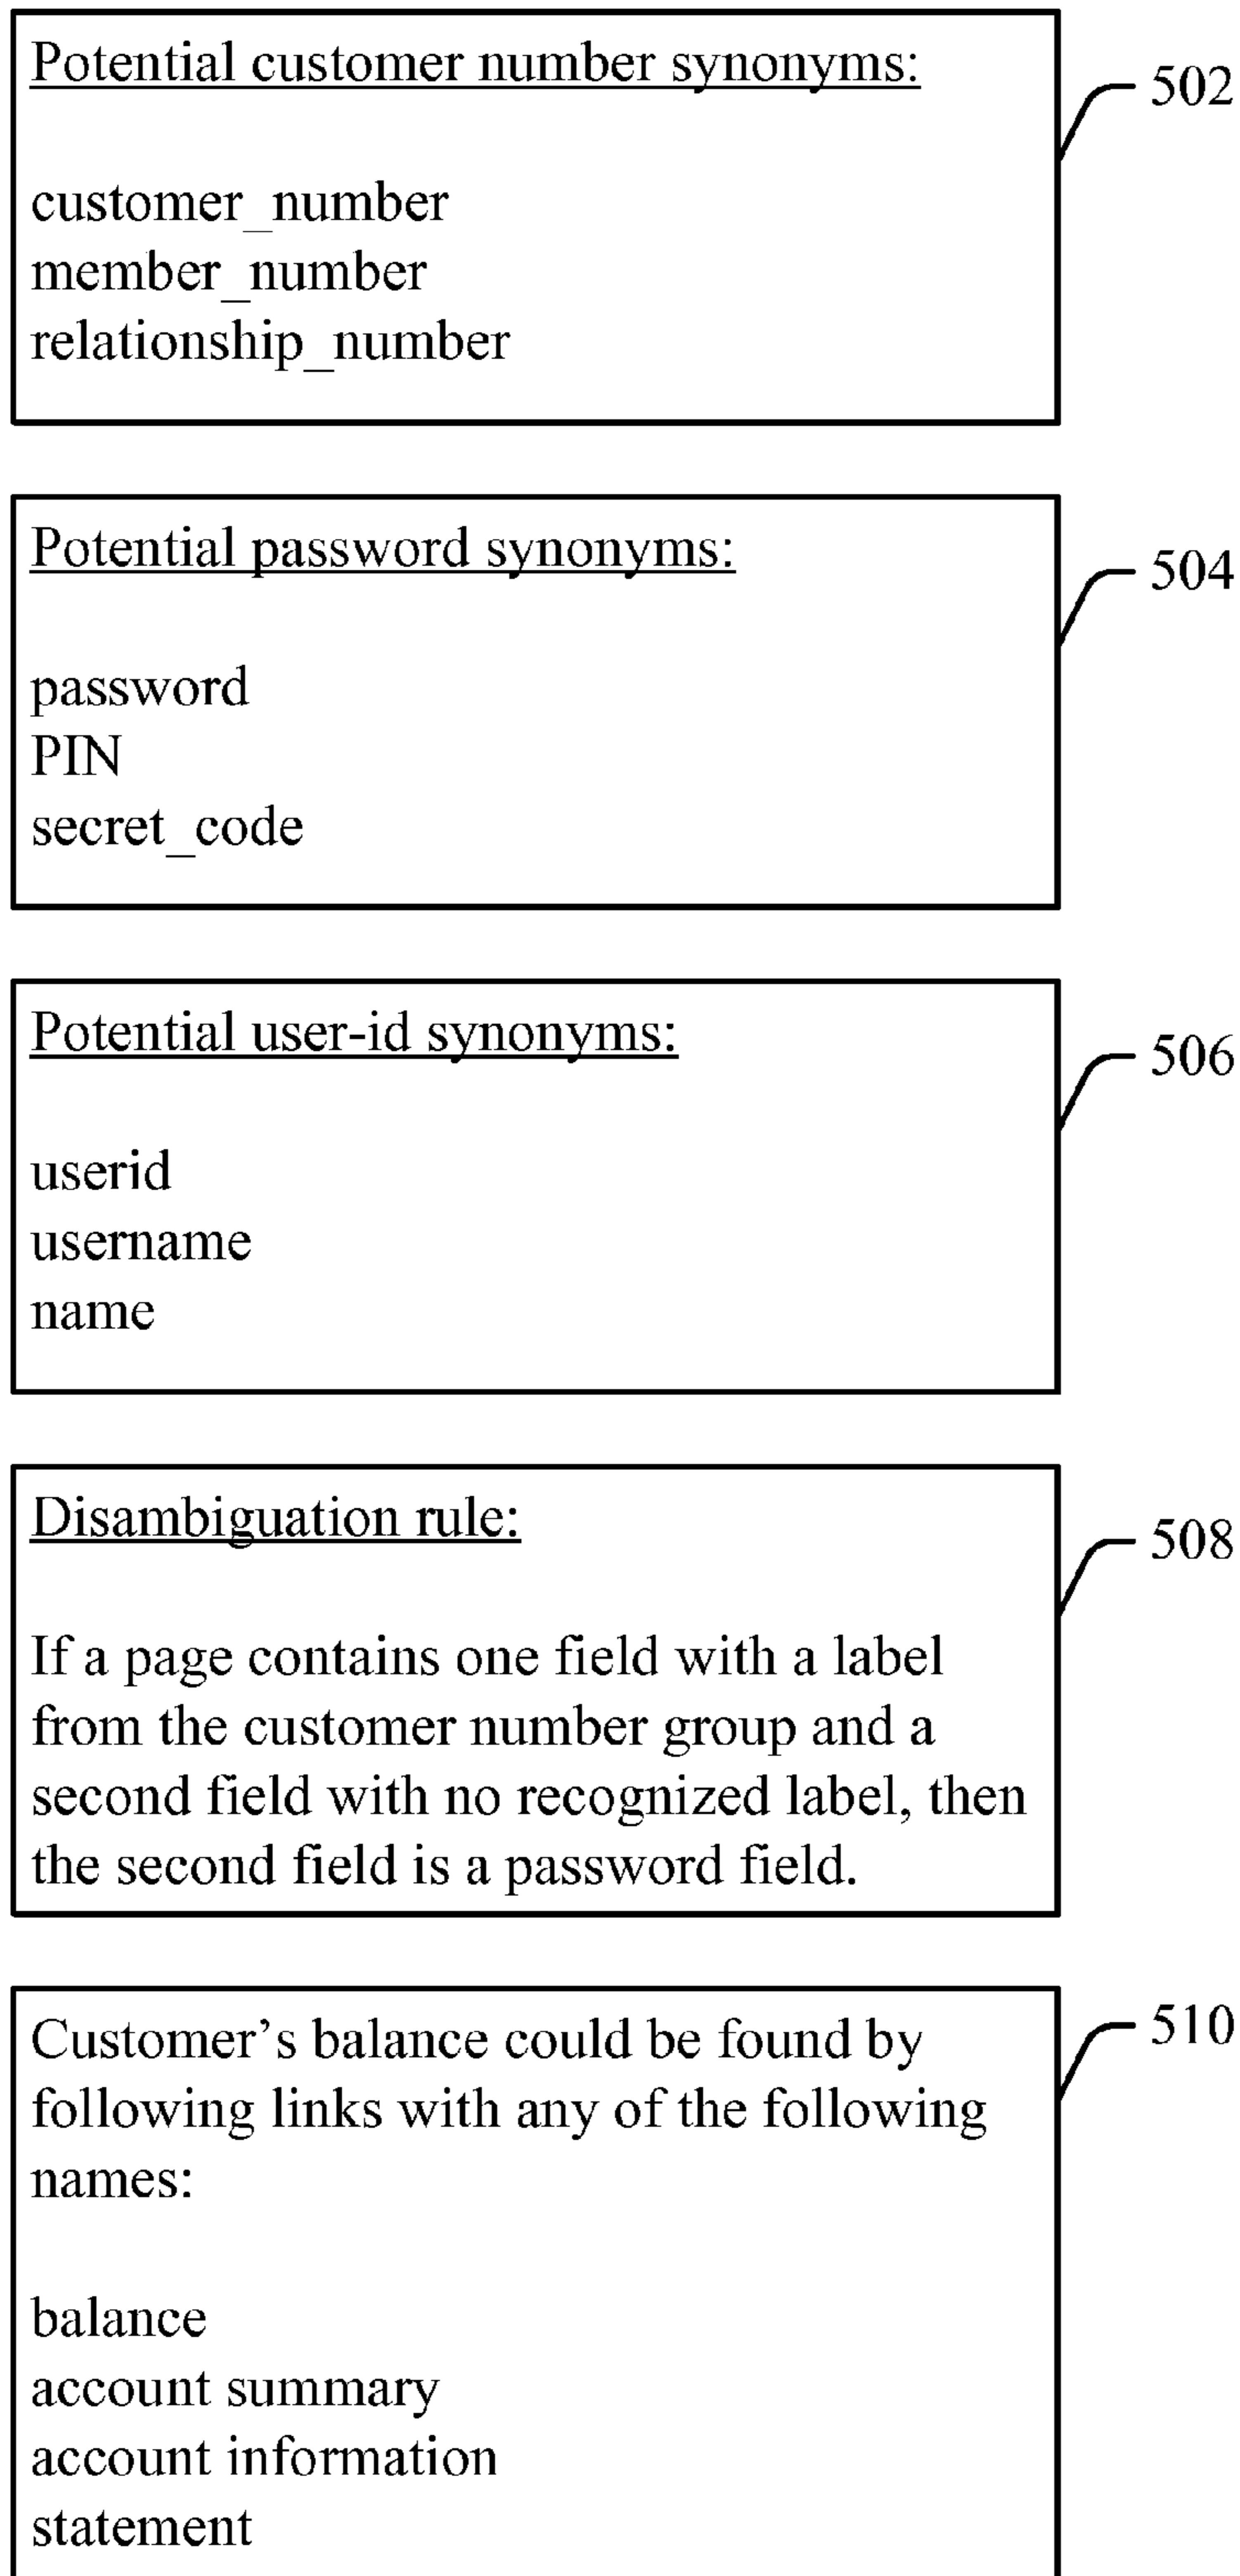 Potential customer number synonyms:
502
customer_number
member_number
relationship_number
Potential password synonyms:
504
password
PIN
secret_code
Potential user-id synonyms:
506
userid
username
name
Disambiguation rule:
508
If a page contains one field with a label
from the customer number group and a
second field with no recognized label, then
the second field is a password field.
510
Customer’s balance could be found by
following links with any of the following
names:
balance
account summary
account information
statement